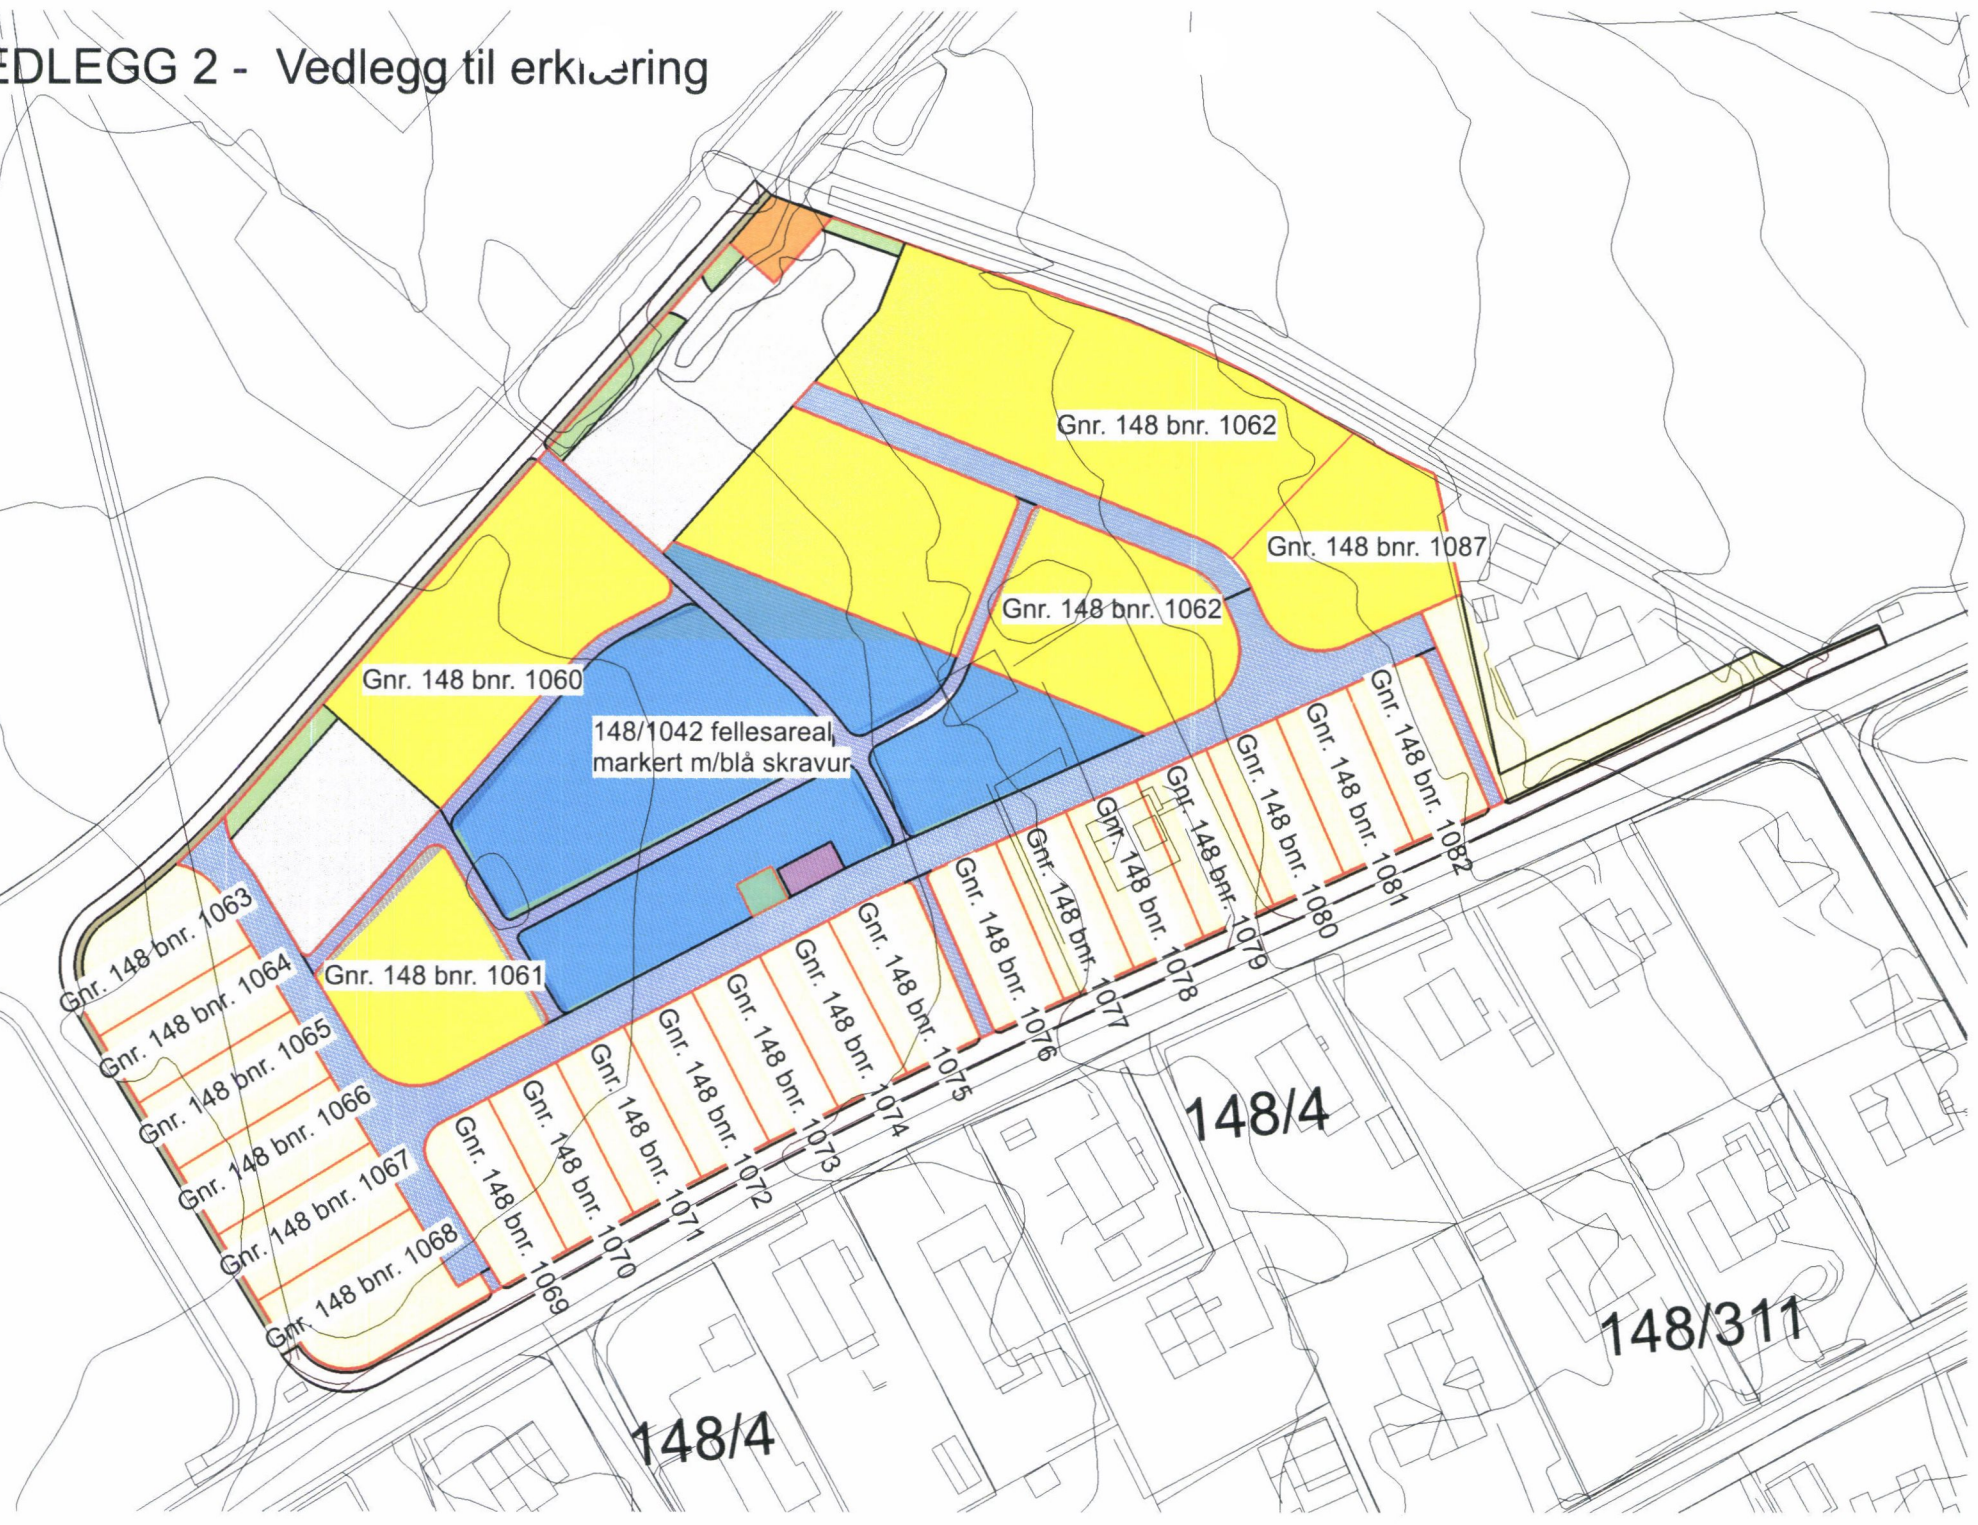 EDLEGG 2 - Vedlegg til erklæring
Gnr. 148 bnr. 1062
Gnr. 148 bnr. 1087
Gnr. 148 bnr. 1062
Gnr. 148 bnr. 1060
148/1042 fellesareal
markert m/blå skravur
Gnr. 148 bnr. 1061
Gnr. 148 bnr. 1063
Gnr. 148 bnr. 1064
Gnr. 148 bnr. 1065
Gnr. 148 bnr. 1066
Gnr. 148 bnr. 1067
Gnr. 148 bnr. 1068
Gnr. 148 bnr. 1069
Gnr. 148 bnr. 1070
Gnr. 148 bnr. 1071
Gnr. 148 bnr. 1072
Gnr. 148 bnr. 1073
Gnr. 148 bnr. 1074
Gnr. 148 bnr. 1075
Gnr. 148 bnr. 1076
Gnr. 148 bnr. 1077
Gnr. 148 bnr. 1078
Gnr. 148 bnr. 1079
Gnr. 148 bnr. 1080
Gnr. 148 bnr. 1081
Gnr. 148 bnr. 1082
148/4
148/311
148/4